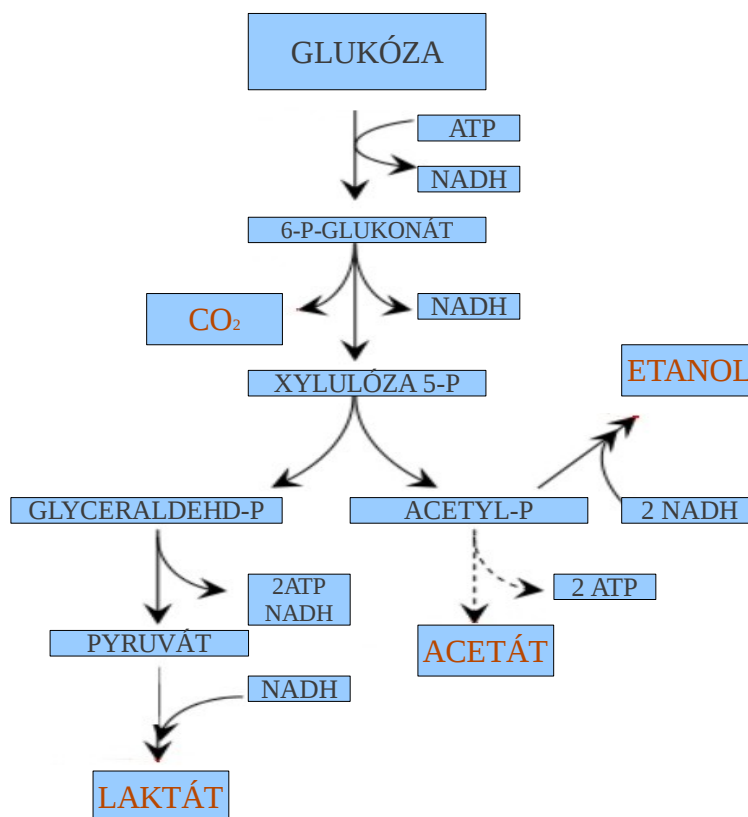 GLUKÓZA
ATP
NADH
6-P-GLUKONÁT
CO₂
NADH
XYLULÓZA 5-P
ETANOL
GLYCERALDEHD-P
ACETYL-P
2 NADH
2ATP
NADH
2 ATP
PYRUVÁT
ACETÁT
NADH
LAKTÁT